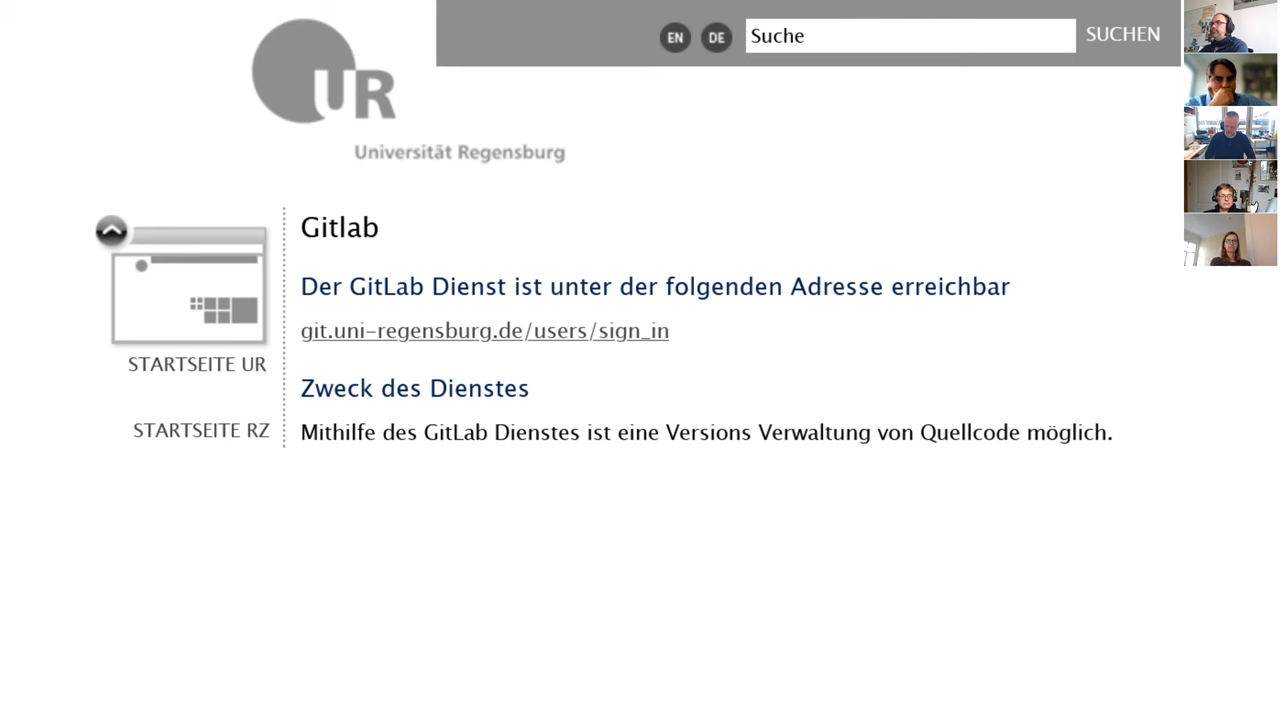 EN DE Suche SUCHEN
UR
Universität Regensburg
Gitlab
Der GitLab Dienst ist unter der folgenden Adresse erreichbar
git.uni-regensburg.de/users/sign_in
STARTSEITE UR
Zweck des Dienstes
STARTSEITE RZ
Mithilfe des GitLab Dienstes ist eine Versions Verwaltung von Quellcode möglich.